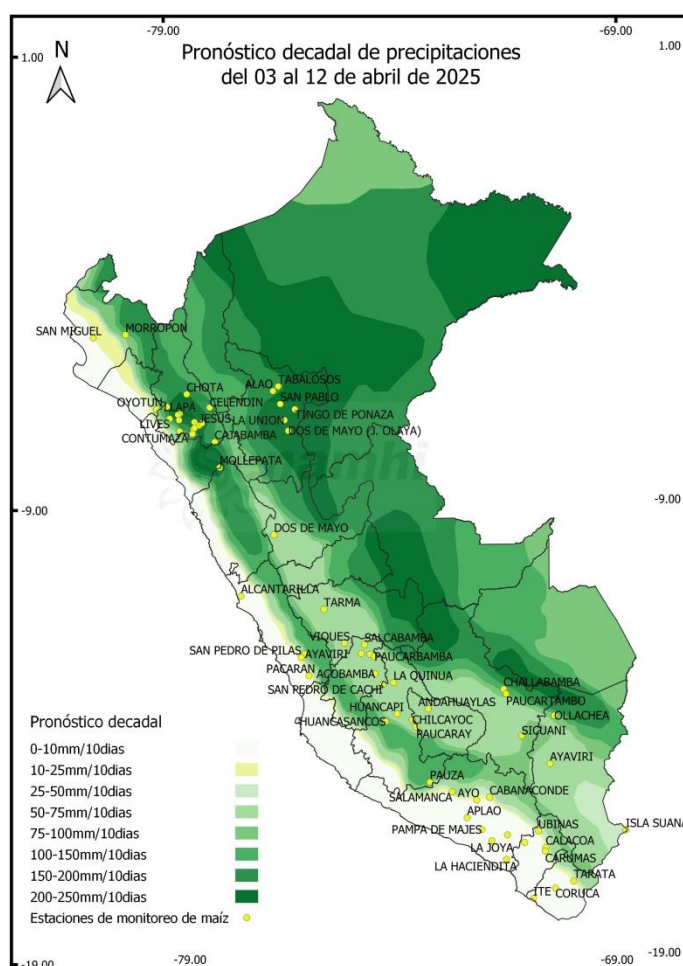 -79.00
-69.00
1.00
1.00
N
Pronóstico decadal de precipitaciones
del 03 al 12 de abril de 2025
SAN MIGUEL
MORROPON
ALAO
TABALOSOS
CHOTA
SAN PABLO
OYOTUN
LLAPA
CELENDIN
TINGO DE PONAZA
LIVES
JESUS
LA UNION
DOS DE MAYO (J. OLAYA)
CONTUMAZA
CAJABAMBA
MOLLEPATA
senamhi
-9.00
-9.00
DOS DE MAYO
ALCANTARILLA
TARMA
VIQUES
SALCABAMBA
SAN PEDRO DE PILAS
AYAVIRI
PAUCARBAMBA
PACARAN
ACOBAMBA
LA QUINUA
CHALLABAMBA
SAN PEDRO DE CACHI
PAUCARTAMBO
HUANCAPI
ANDAHUAYLAS
OLLACHEA
HUANCASANCOS
CHILCAYOC
PAUCARAY
SIGUANI
AYAVIRI
Pronóstico decadal
0-10mm/10dias
10-25mm/10dias
25-50mm/10dias
50-75mm/10dias
75-100mm/10dias
100-150mm/10dias
150-200mm/10dias
200-250mm/10dias
Estaciones de monitoreo de maíz
PAUZA
SALAMANCA
AYO
CABANACONDE
APLAO
PAMPA DE MAJES
UBINAS
ISLA SUANA
LA JOYA
CALACOA
LA HACIENDITA
CARUMAS
TARATA
ITE
CORUCA
-19.00
-19.00
-79.00
-69.00